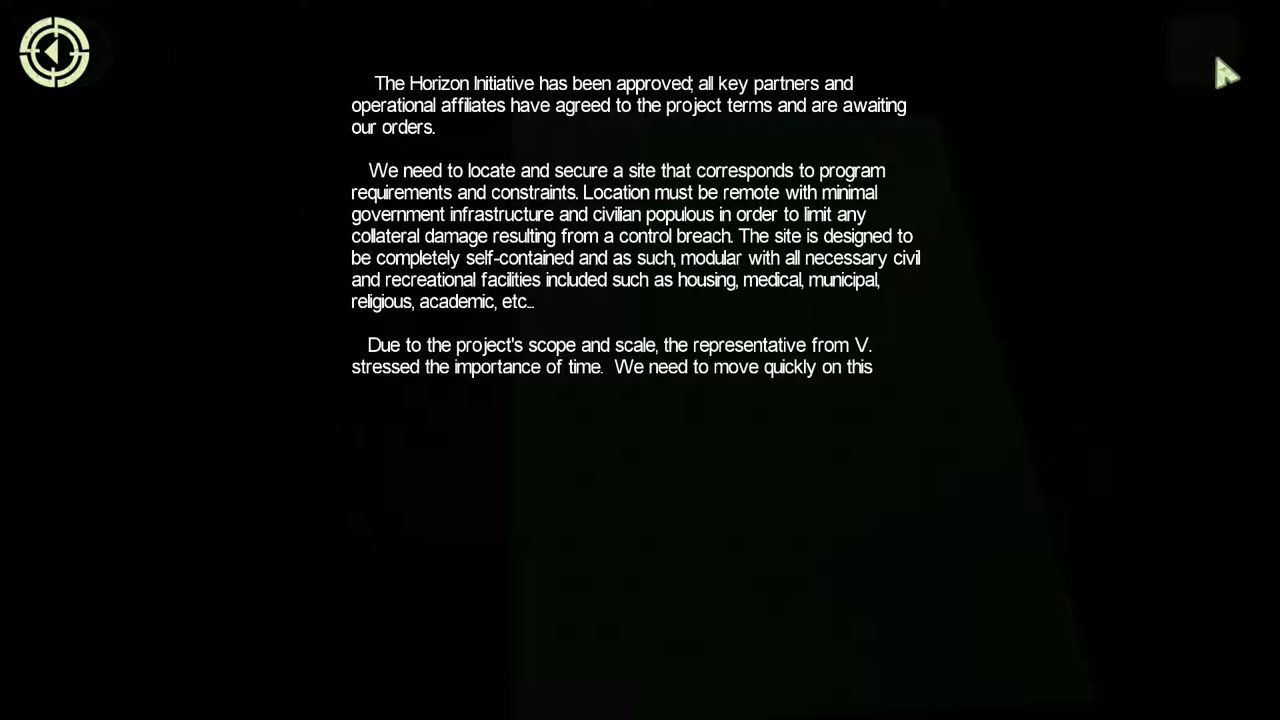 The Horizon Initiative has been approved; all key partners and
operational affiliates have agreed to the project terms and are awaiting
our orders.
We need to locate and secure a site that corresponds to program
requirements and constraints. Location must be remote with minimal
government infrastructure and civilian populous in order to limit any
collateral damage resulting from a control breach. The site is designed to
be completely self-contained and as such, modular with all necessary civil
and recreational facilities included such as housing, medical, municipal,
religious, academic, etc...
Due to the project's scope and scale, the representative from V.
stressed the importance of time.  We need to move quickly on this